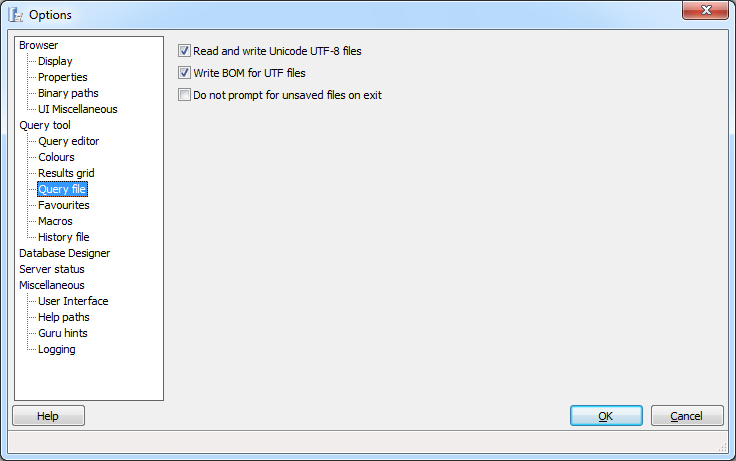 Options
Browser
Display
Properties
Binary paths
UI Miscellaneous
Query tool
Query editor
Colours
Results grid
Query file
Favourites
Macros
History file
Database Designer
Server status
Miscellaneous
User Interface
Help paths
Guru hints
Logging
Read and write Unicode UTF-8 files
Write BOM for UTF files
Do not prompt for unsaved files on exit
Help
OK
Cancel